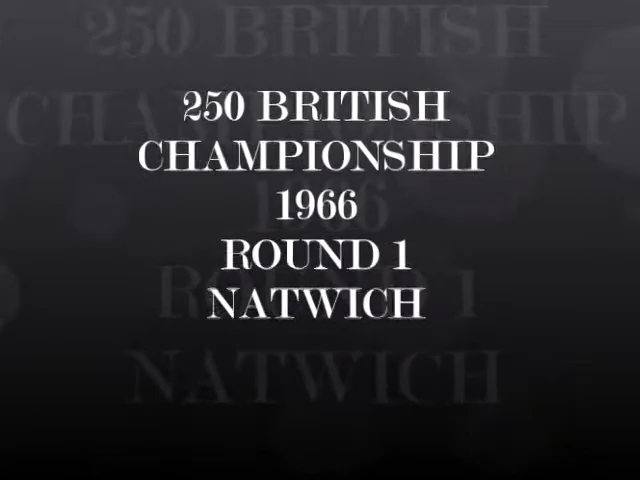 250 BRITISH
CHAMPIONSHIP
1966
ROUND 1
NATWICH